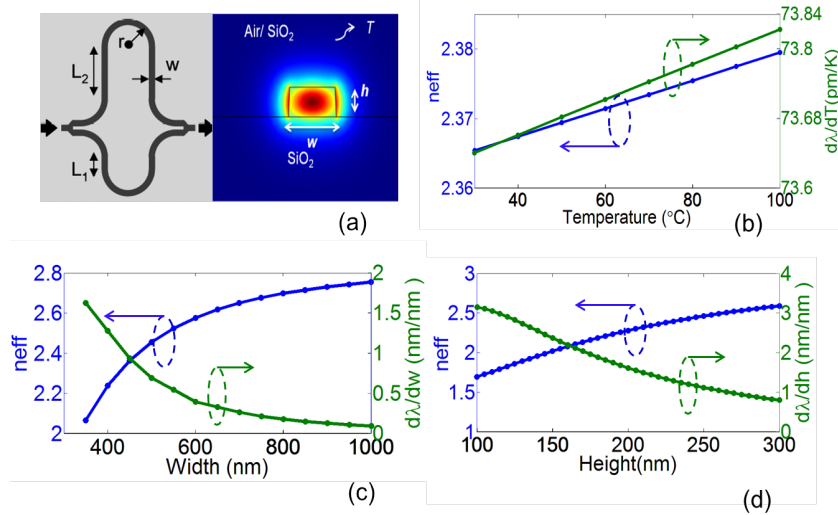 r
L2
w
L1
Air/ SiO2
T
h
w
SiO2
(a)
2.38
2.37
2.36
neff
73.84
73.8
73.68
73.6
dλ/dT(pm/K)
40 60 80 100
Temperature (°C)
(b)
2.8
2.6
2.4
2.2
2
neff
2
1.5
1
0.5
0
dλ/dw (nm/nm)
400 600 800 1000
Width (nm)
(c)
3
2.5
2
1.5
1
neff
4
3
2
1
0
dλ/dh (nm/nm)
100 150 200 250 300
Height(nm)
(d)